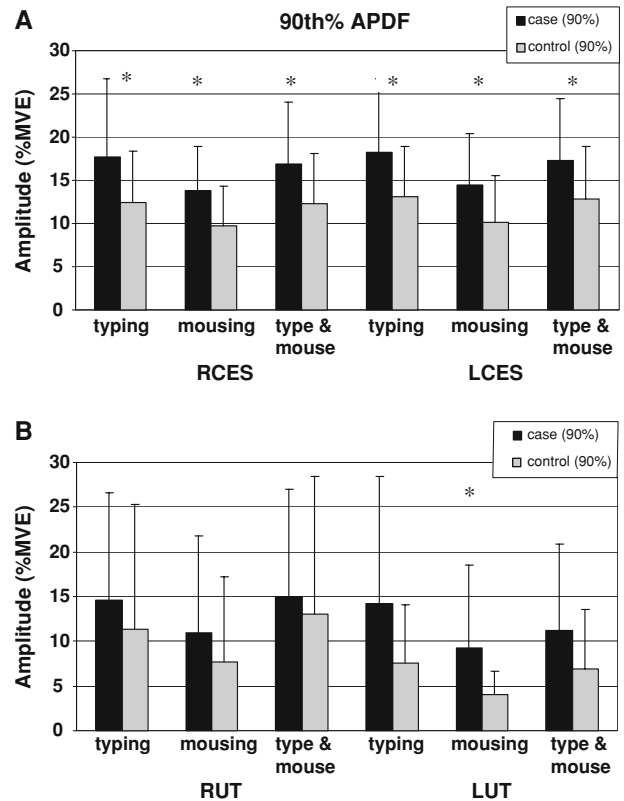 A
90th% APDF
case (90%)
control (90%)
Amplitude (%MVE)
30
25
20
15
10
5
0
* * * * * *
typing mousing type & typing mousing type &
mouse mouse
RCES LCES
B
case (90%)
control (90%)
Amplitude (%MVE)
30
25
20
15
10
5
0
*
typing mousing type & typing mousing type &
mouse mouse
RUT LUT